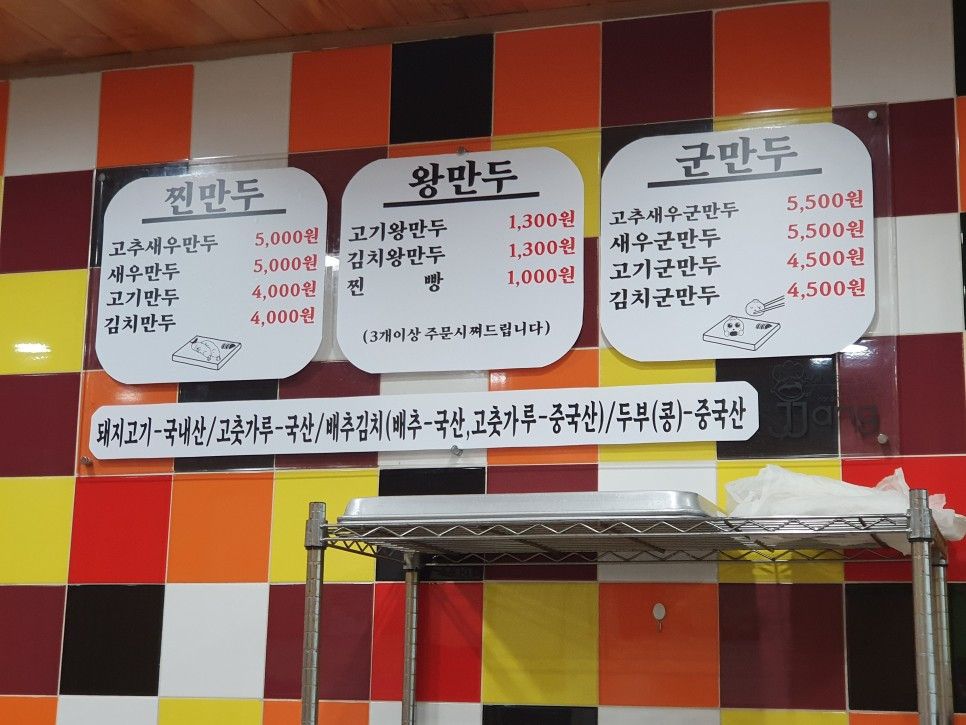 찐만두
고추새우만두 5,000원
새우만두 5,000원
고기만두 4,000원
김치만두 4,000원
왕만두
고기왕만두 1,300원
김치왕만두 1,300원
찐 빵 1,000원
(3개이상 주문시쪄드립니다)
군만두
고추새우군만두 5,500원
새우군만두 5,500원
고기군만두 4,500원
김치군만두 4,500원
돼지고기-국내산/고춧가루-국산/배추김치(배추-국산,고춧가루-중국산)/두부(콩)-중국산